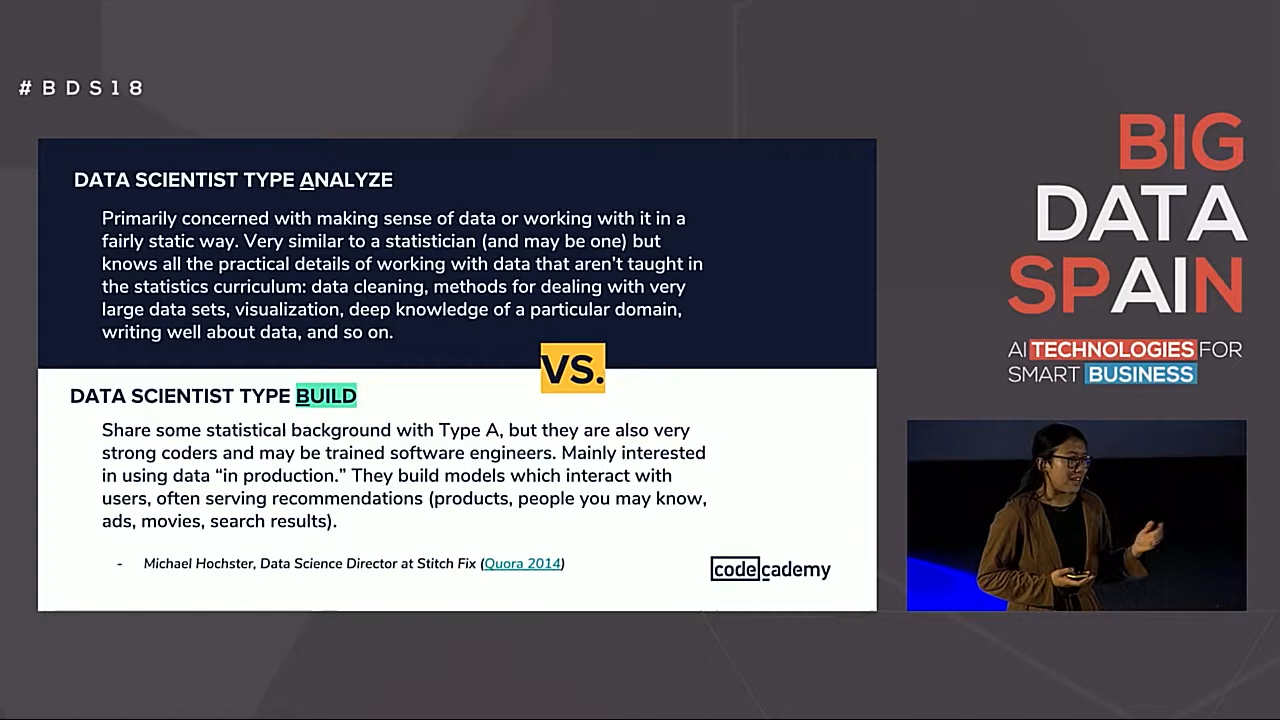 #BDS18
DATA SCIENTIST TYPE ANALYZE
Primarily concerned with making sense of data or working with it in a
fairly static way. Very similar to a statistician (and may be one) but
knows all the practical details of working with data that aren't taught in
the statistics curriculum: data cleaning, methods for dealing with very
large data sets, visualization, deep knowledge of a particular domain,
writing well about data, and so on.
VS.
DATA SCIENTIST TYPE BUILD
Share some statistical background with Type A, but they are also very
strong coders and may be trained software engineers. Mainly interested
in using data “in production.” They build models which interact with
users, often serving recommendations (products, people you may know,
ads, movies, search results).
- Michael Hochster, Data Science Director at Stitch Fix (Quora 2014)
codecademy
BIG
DATA
SPAIN
AI TECHNOLOGIES FOR
SMART BUSINESS